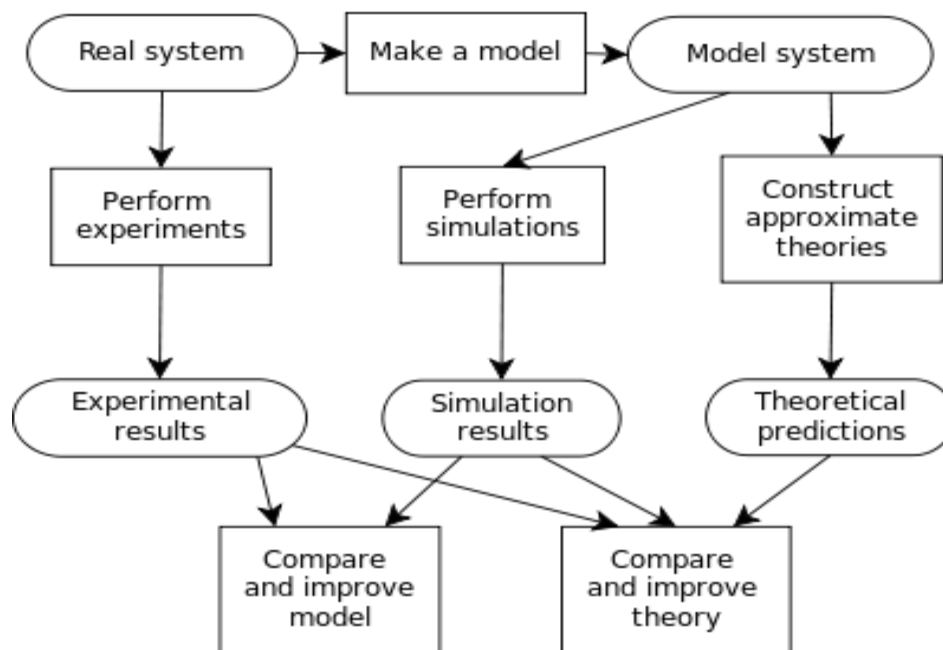 Real system
Make a model
Model system
Perform
experiments
Perform
simulations
Construct
approximate
theories
Experimental
results
Simulation
results
Theoretical
predictions
Compare
and improve
model
Compare
and improve
theory